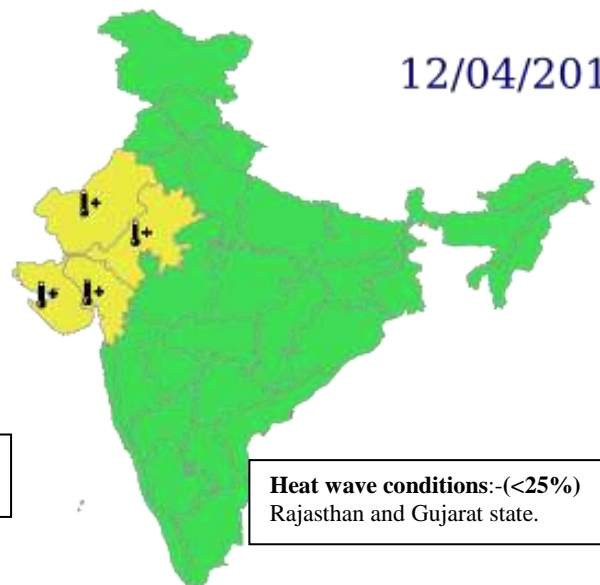 12/04/201
Heat wave conditions:-(<25%)
Rajasthan and Gujarat state.